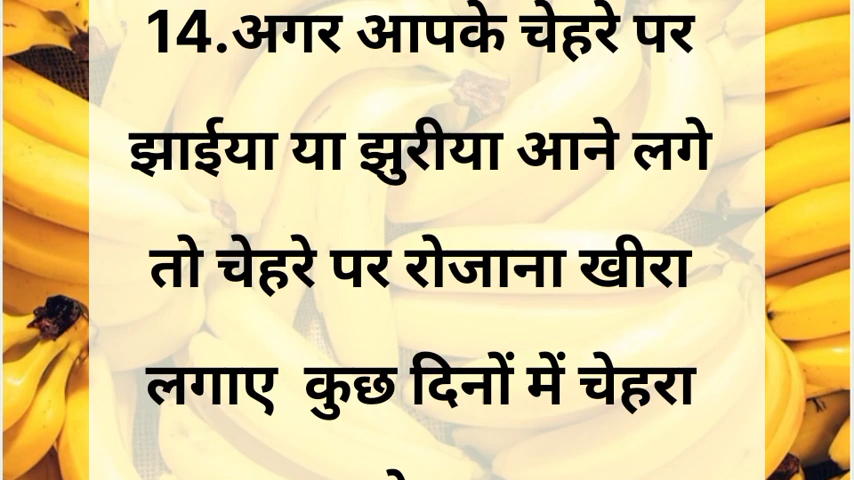 14.अगर आपके चेहरे पर
झाईया या झुरीया आने लगे
तो चेहरे पर रोजाना खीरा
लगाए  कुछ दिनों में चेहरा